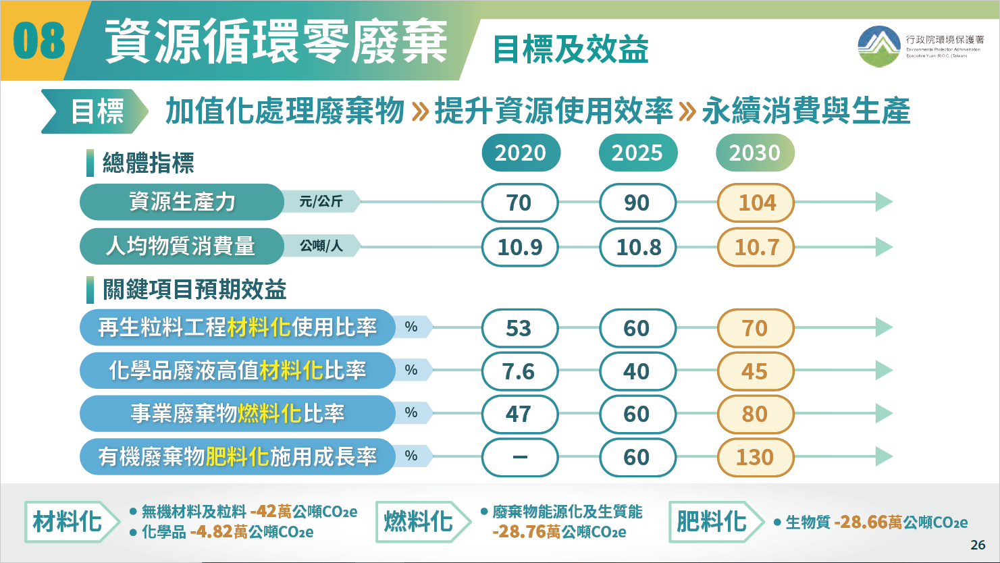 08
資源循環零廢棄
目標及效益
行政院環境保護署
Environmental Protection Administration
Executive Yuan, R.O.C. (Taiwan)
目標
加值化處理廢棄物 » 提升資源使用效率 » 永續消費與生產
總體指標
2020 2025 2030
資源生產力 元/公斤 70 90 104
人均物質消費量 公噸/人 10.9 10.8 10.7
關鍵項目預期效益
再生粒料工程材料化使用比率 % 53 60 70
化學品廢液高值材料化比率 % 7.6 40 45
事業廢棄物燃料化比率 % 47 60 80
有機廢棄物肥料化施用成長率 % – 60 130
材料化
• 無機材料及粒料 -42萬公噸CO₂e
• 化學品 -4.82萬公噸CO₂e
燃料化
• 廢棄物能源化及生質能
-28.76萬公噸CO₂e
肥料化
• 生物質 -28.66萬公噸CO₂e
26